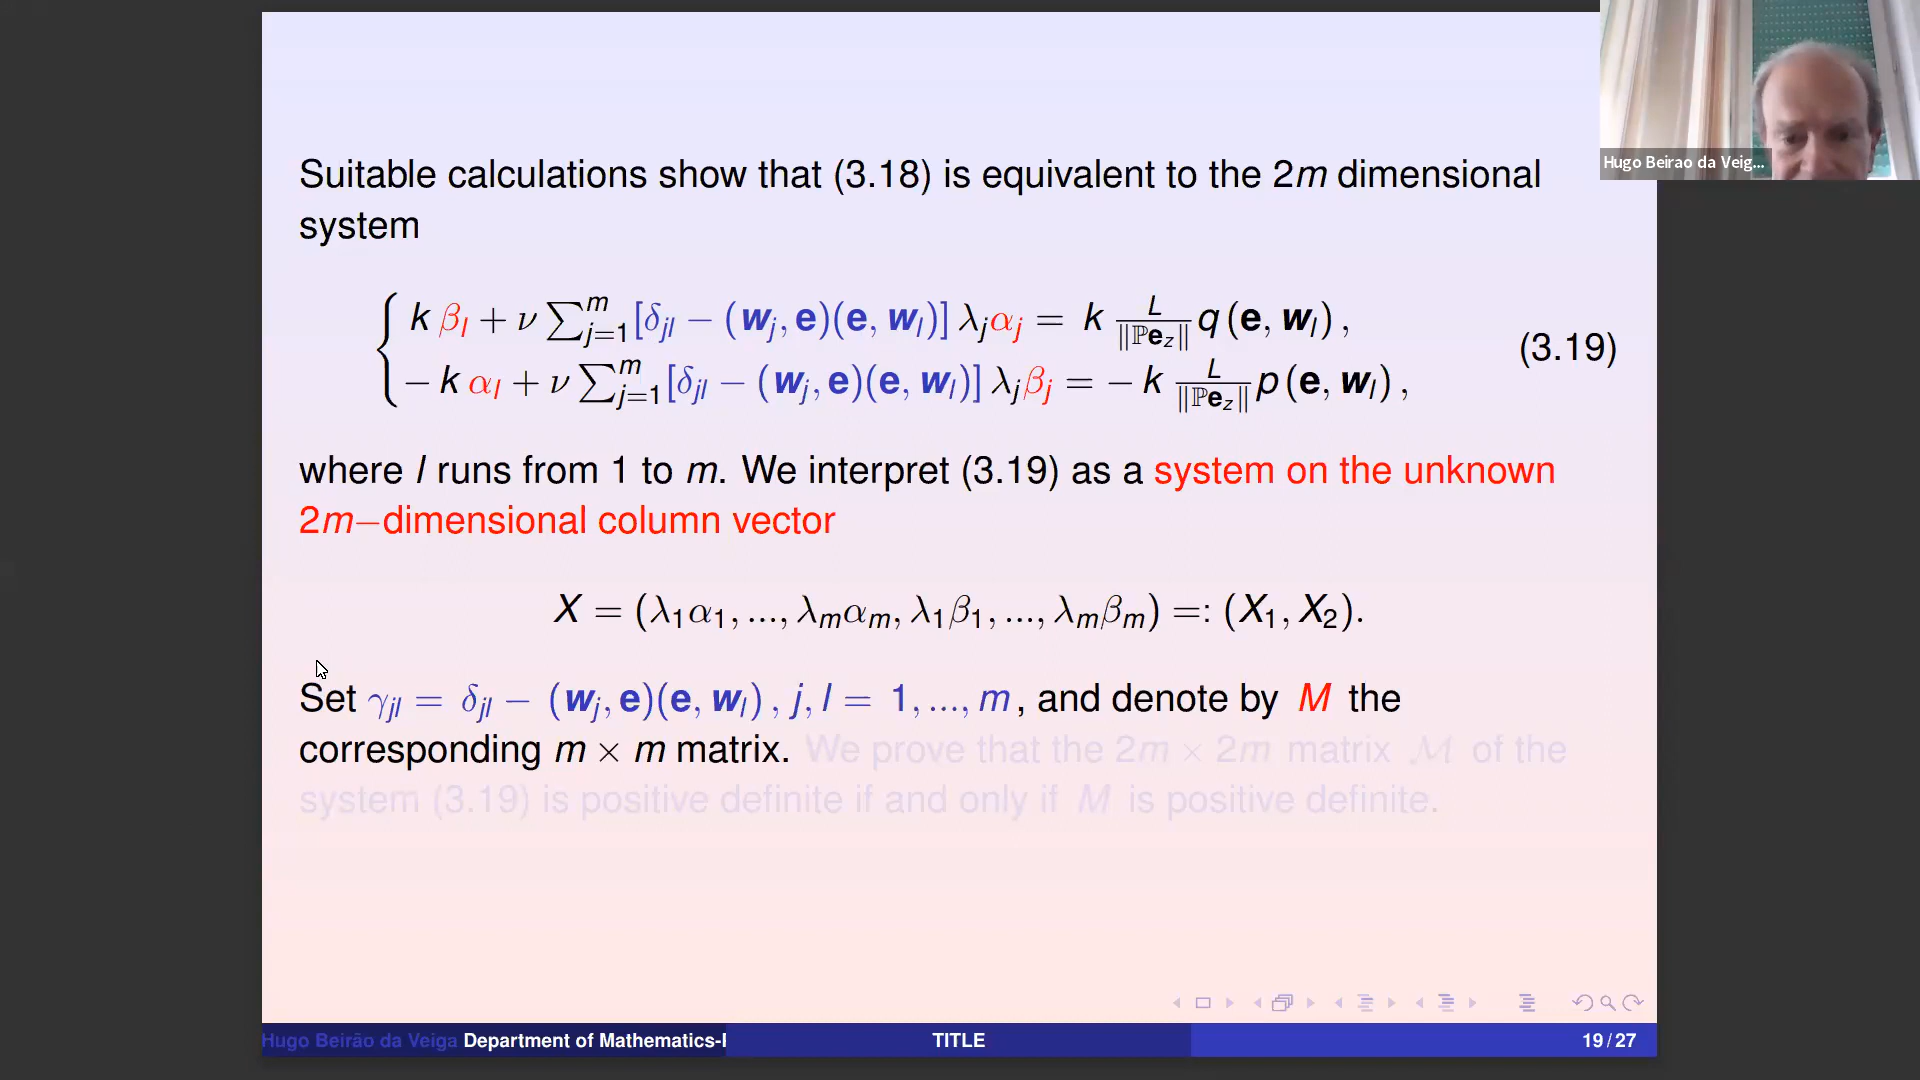 Suitable calculations show that (3.18) is equivalent to the 2m dimensional
system
k β_l + ν ∑_{j=1}^m [δ_{jl} − (w_j, e)(e, w_l)] λ_j α_j = k L/‖ℙe_z‖ q (e, w_l) ,
− k α_l + ν ∑_{j=1}^m [δ_{jl} − (w_j, e)(e, w_l)] λ_j β_j = − k L/‖ℙe_z‖ p (e, w_l) ,
(3.19)
where l runs from 1 to m. We interpret (3.19) as a system on the unknown
2m−dimensional column vector
X = (λ_1α_1, ..., λ_mα_m, λ_1β_1, ..., λ_mβ_m) =: (X_1, X_2).
Set γ_{jl} = δ_{jl} − (w_j, e)(e, w_l) , j, l = 1, ..., m, and denote by M the
corresponding m × m matrix. We prove that the 2m × 2m matrix ℳ of the
system (3.19) is positive definite if and only if M is positive definite.
Hugo Beirao da Veig...
Hugo Beirão da Veiga Department of Mathematics-
TITLE
19 / 27